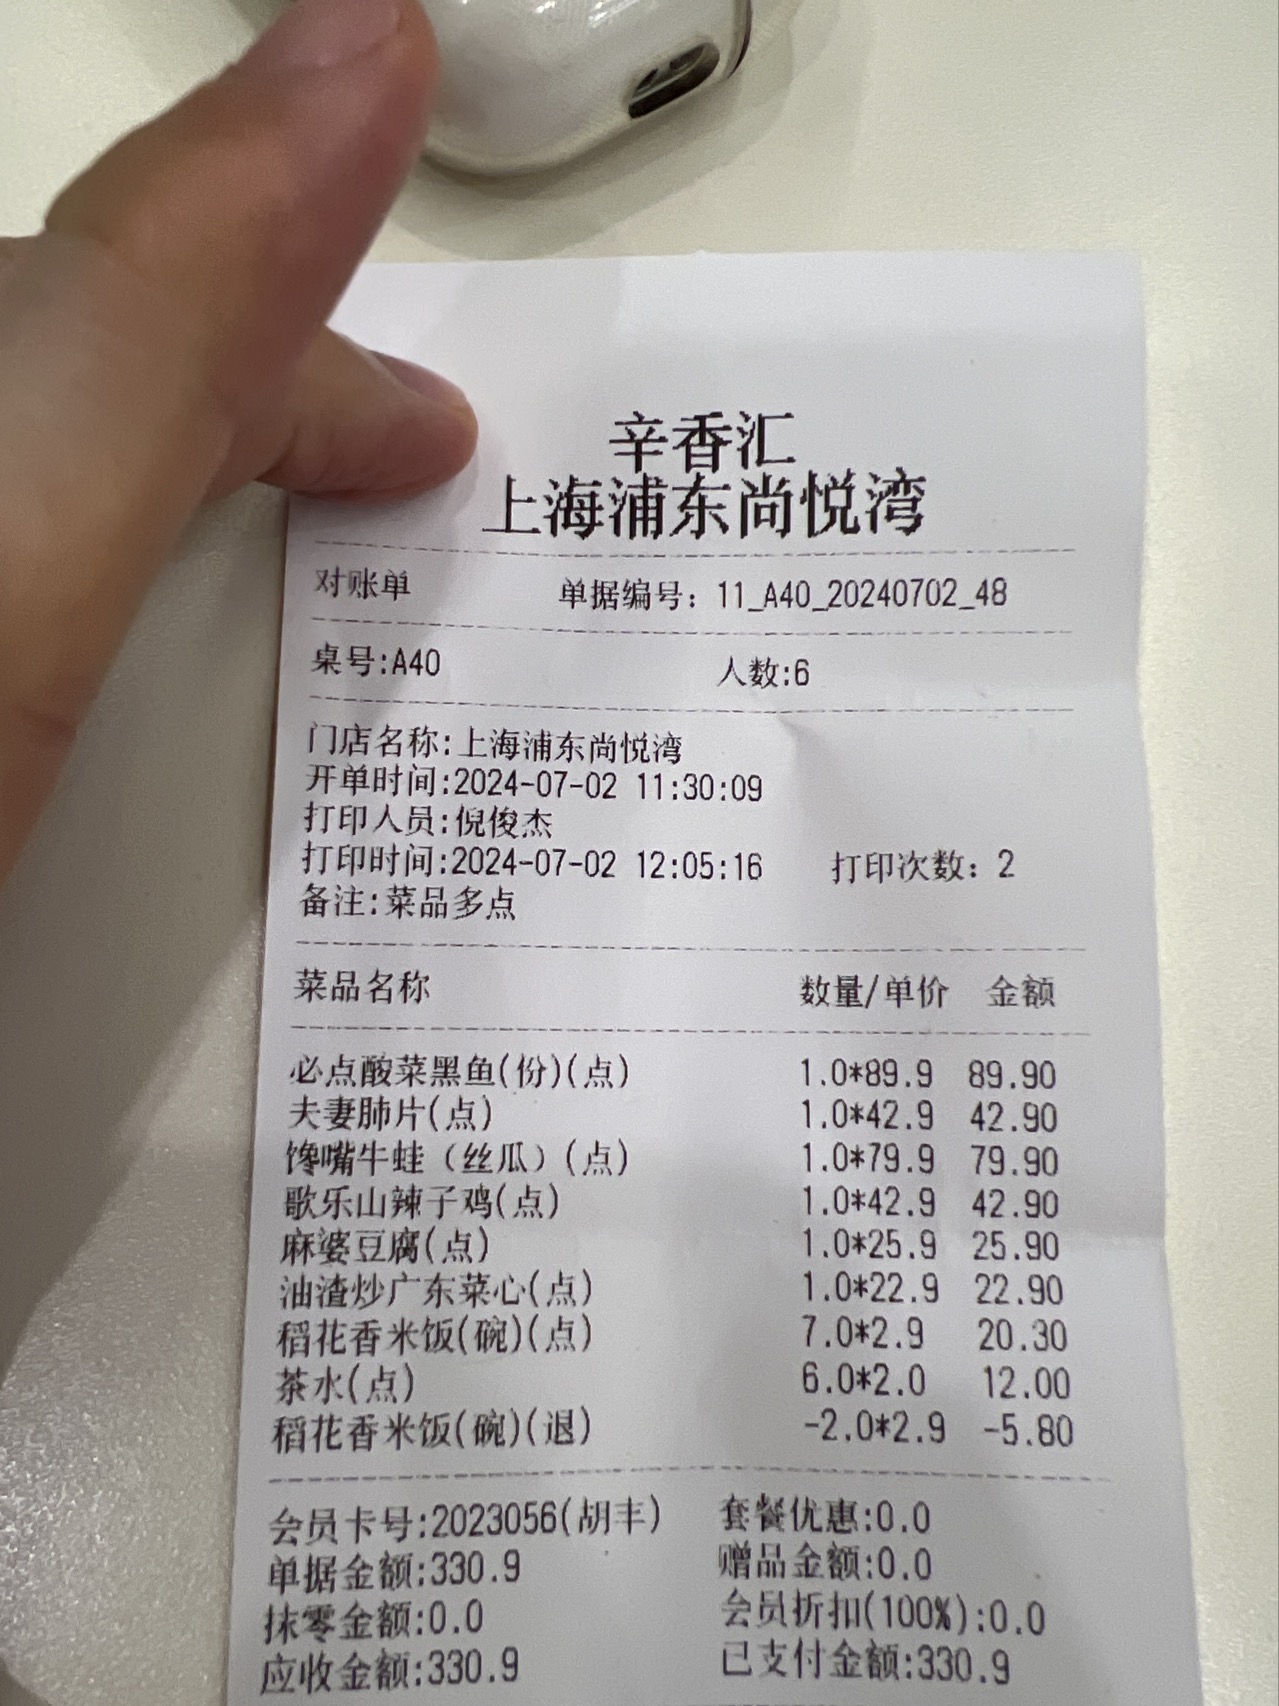 辛香汇
上海浦东尚悦湾
对账单 单据编号：11_A40_20240702_48
桌号:A40 人数:6
门店名称:上海浦东尚悦湾
开单时间:2024-07-02 11:30:09
打印人员:倪俊杰
打印时间:2024-07-02 12:05:16 打印次数：2
备注:菜品多点
菜品名称 数量/单价 金额
必点酸菜黑鱼(份)(点) 1.0*89.9 89.90
夫妻肺片(点) 1.0*42.9 42.90
馋嘴牛蛙（丝瓜）(点) 1.0*79.9 79.90
歌乐山辣子鸡(点) 1.0*42.9 42.90
麻婆豆腐(点) 1.0*25.9 25.90
油渣炒广东菜心(点) 1.0*22.9 22.90
稻花香米饭(碗)(点) 7.0*2.9 20.30
茶水(点) 6.0*2.0 12.00
稻花香米饭(碗)(退) -2.0*2.9 -5.80
会员卡号:2023056(胡丰) 套餐优惠:0.0
单据金额:330.9 赠品金额:0.0
抹零金额:0.0 会员折扣(100%):0.0
应收金额:330.9 已支付金额:330.9